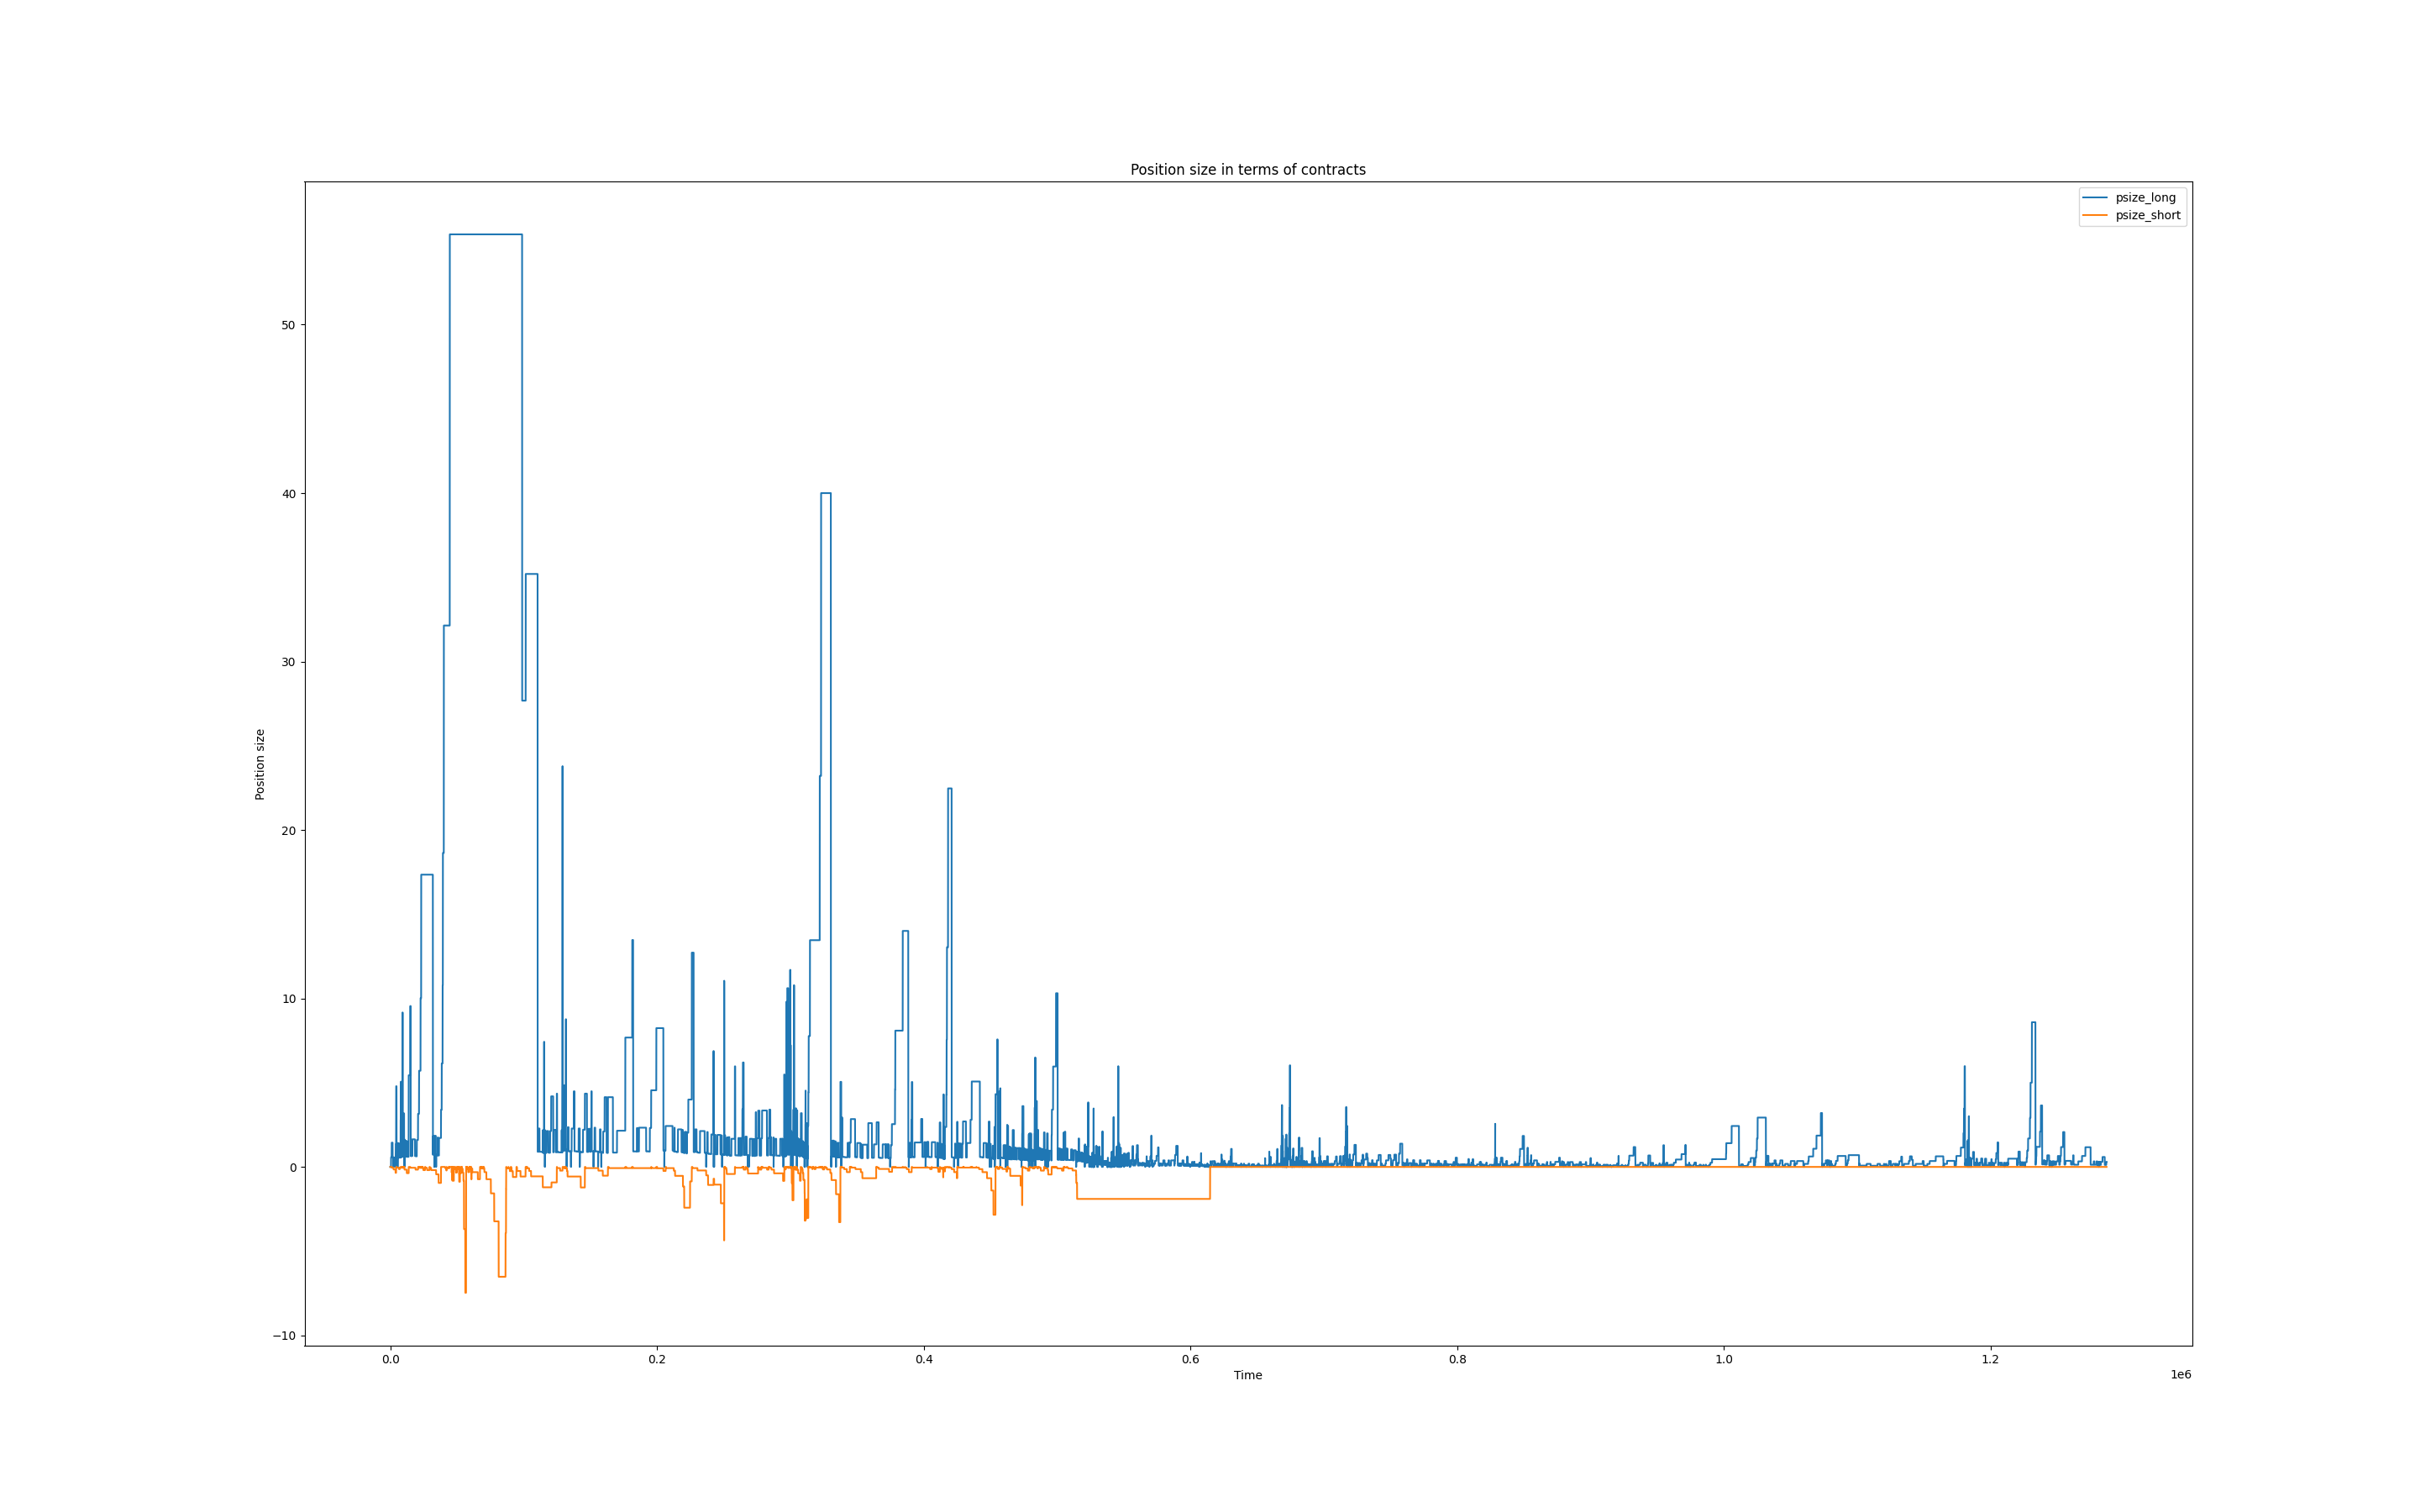 Position size in terms of contracts
psize_long
psize_short
Position size
50
40
30
20
10
0
−10
0.0 0.2 0.4 0.6 0.8 1.0 1.2
1e6
Time